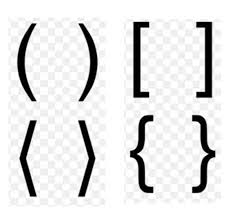 ( ) [ ]
⟨ ⟩ { }